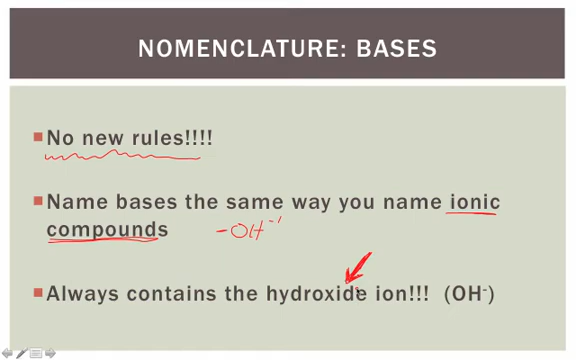 NOMENCLATURE: BASES
No new rules!!!!
Name bases the same way you name ionic
compounds -OH⁻¹
Always contains the hydroxide ion!!! (OH⁻)